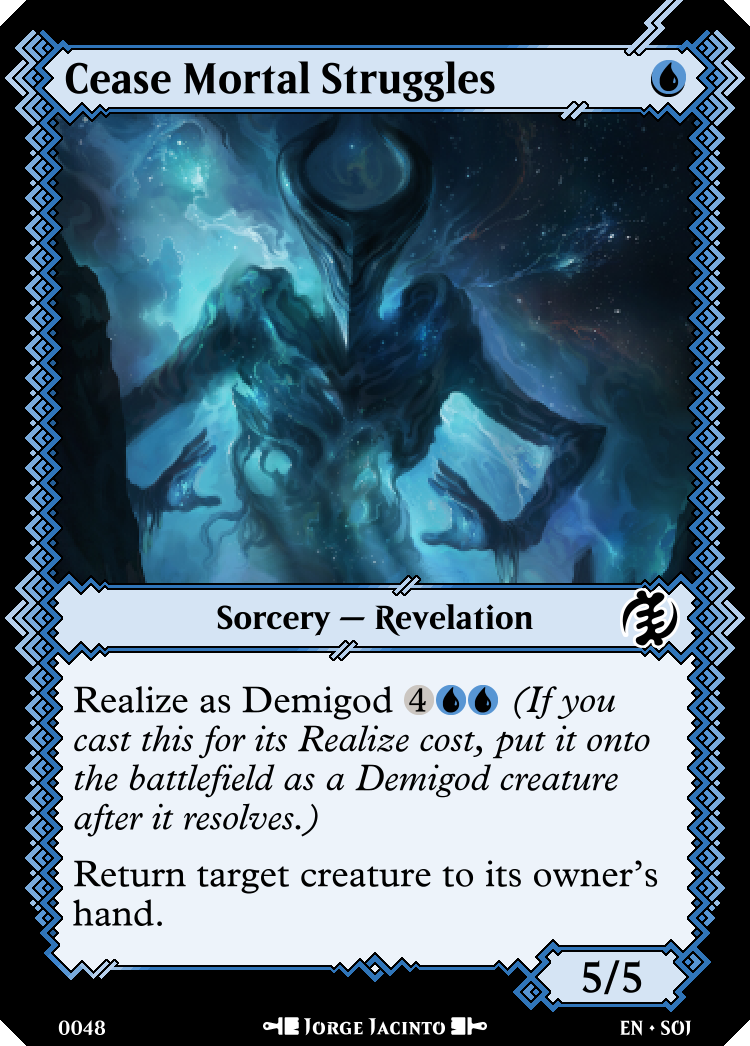 Cease Mortal Struggles
Sorcery — Revelation
Realize as Demigod 4 (If you
cast this for its Realize cost, put it onto
the battlefield as a Demigod creature
after it resolves.)
Return target creature to its owner's
hand.
5/5
0048
Jorge Jacinto
EN • SOJ